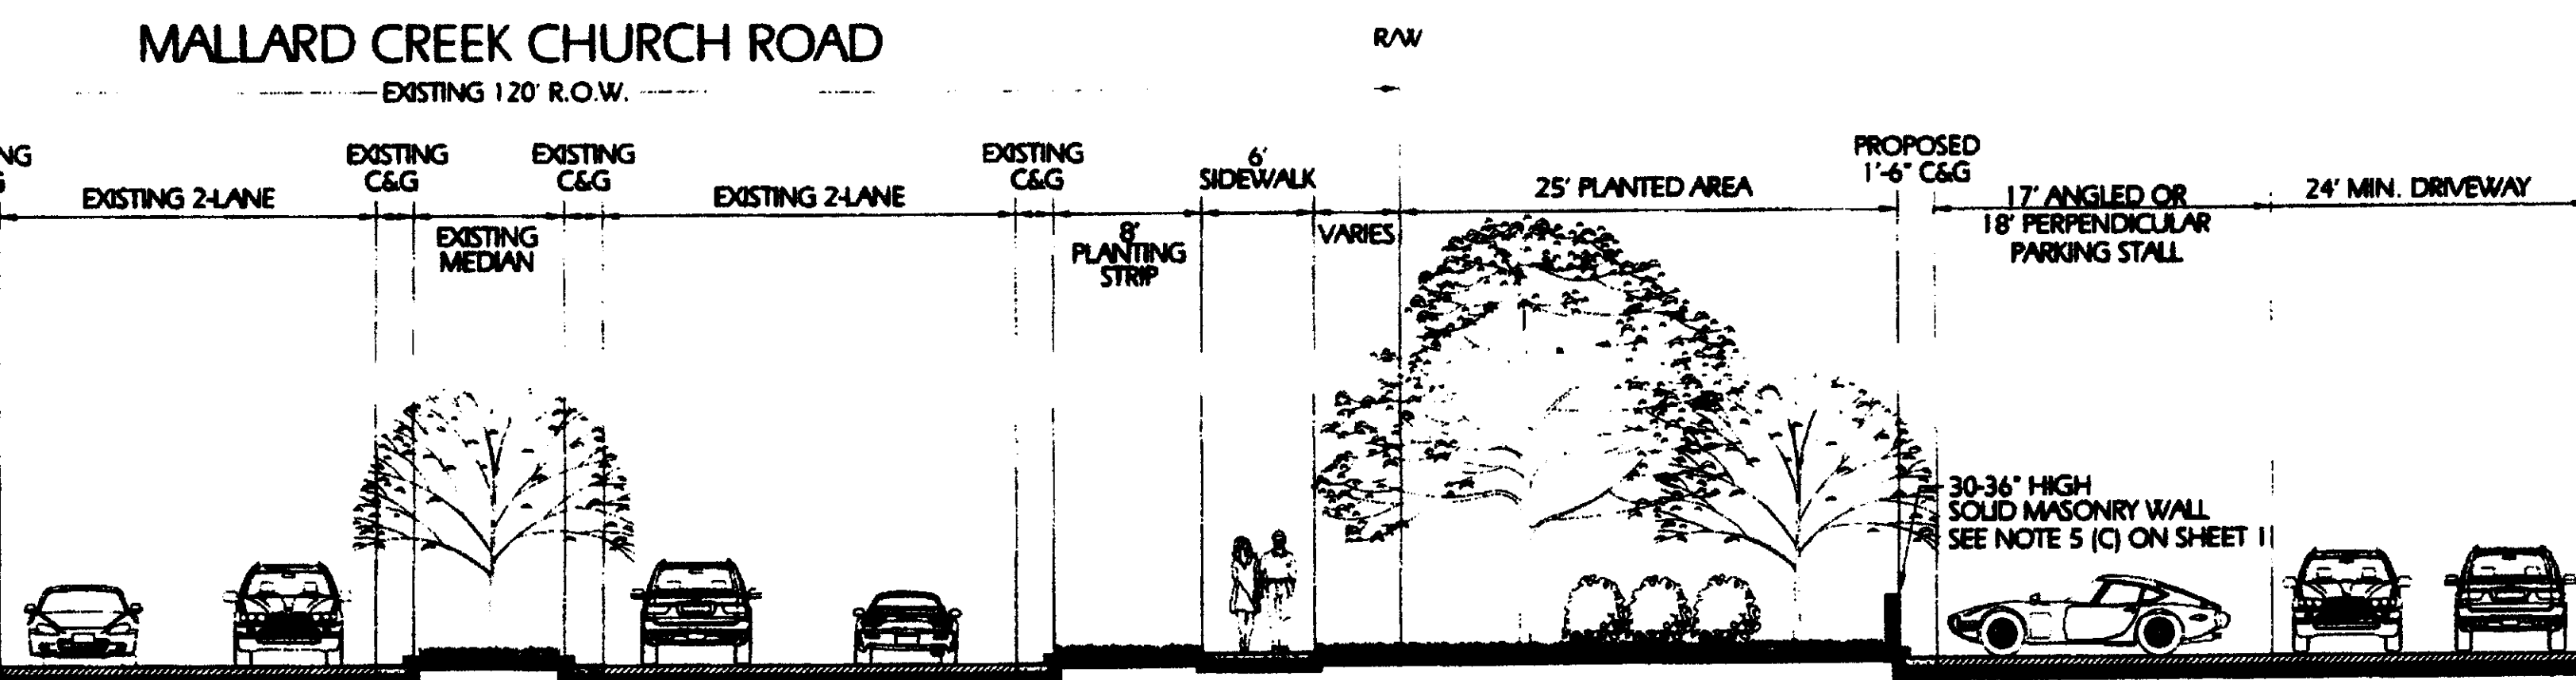 MALLARD CREEK CHURCH ROAD
R/W
EXISTING 120' R.O.W.
NG
EXISTING
C&G
EXISTING
C&G
EXISTING
C&G
6'
SIDEWALK
PROPOSED
1'-6" C&G
EXISTING 2-LANE
EXISTING 2-LANE
25' PLANTED AREA
17' ANGLED OR
18' PERPENDICULAR
PARKING STALL
24' MIN. DRIVEWAY
EXISTING
MEDIAN
8'
PLANTING
STRIP
VARIES
30-36" HIGH
SOLID MASONRY WALL
SEE NOTE 5 (C) ON SHEET 1